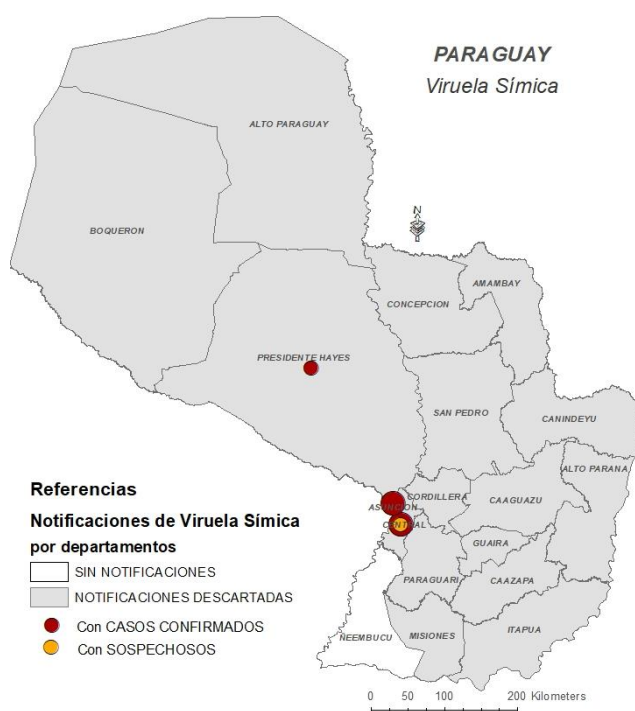 PARAGUAY
Viruela Símica
ALTO PARAGUAY
BOQUERON
N
CONCEPCION
AMAMBAY
PRESIDENTE HAYES
SAN PEDRO
CANINDEYU
ALTO PARANA
CORDILLERA
CAAGUAZU
ASUNCION
CENTRAL
GUAIRA
PARAGUARI
CAAZAPA
ÑEEMBUCU
MISIONES
ITAPUA
Referencias
Notificaciones de Viruela Símica
por departamentos
SIN NOTIFICACIONES
NOTIFICACIONES DESCARTADAS
Con CASOS CONFIRMADOS
Con SOSPECHOSOS
0 50 100 200 Kilometers